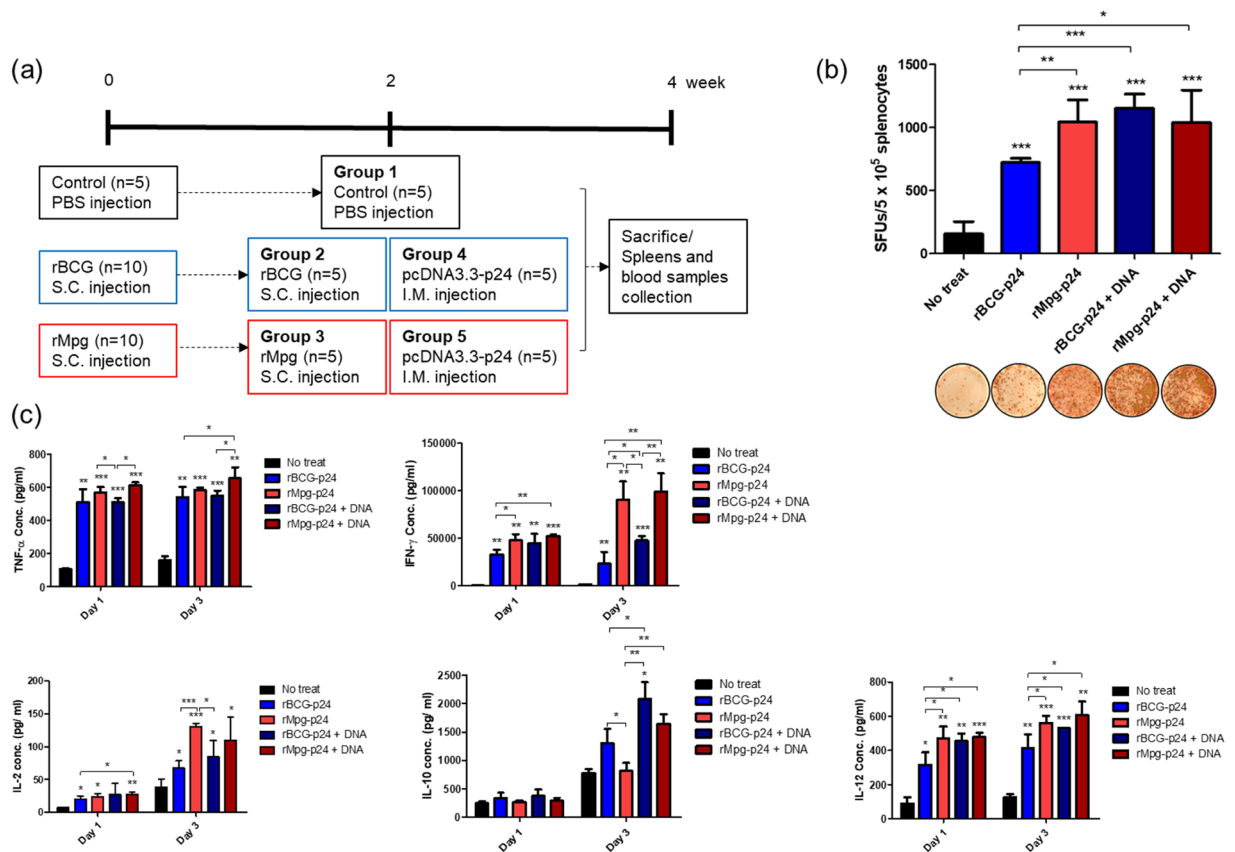 (a)
0
2
4 week
Control (n=5)
PBS injection
Group 1
Control (n=5)
PBS injection
rBCG (n=10)
S.C. injection
Group 2
rBCG (n=5)
S.C. injection
Group 4
pcDNA3.3-p24 (n=5)
I.M. injection
rMpg (n=10)
S.C. injection
Group 3
rMpg (n=5)
S.C. injection
Group 5
pcDNA3.3-p24 (n=5)
I.M. injection
Sacrifice/
Spleens and
blood samples
collection
(b)
SFUs/5 x 10⁵ splenocytes
1500
1000
500
0
*
***
**
***
***
***
***
No treat
rBCG-p24
rMpg-p24
rBCG-p24 + DNA
rMpg-p24 + DNA
(c)
TNF-α Conc. (pg/ml)
800
600
400
200
0
* *
** *** *** ***
*
*
** *** *** **
Day 1
Day 3
No treat
rBCG-p24
rMpg-p24
rBCG-p24 + DNA
rMpg-p24 + DNA
IFN-γ Conc. (pg/ml)
150000
100000
50000
0
**
*
** ** ** ***
**
*
* * **
** ** *** **
Day 1
Day 3
No treat
rBCG-p24
rMpg-p24
rBCG-p24 + DNA
rMpg-p24 + DNA
IL-2 conc. (pg/ ml)
200
150
100
50
0
*
* * **
*** *
* *** * *
Day 1
Day 3
No treat
rBCG-p24
rMpg-p24
rBCG-p24 + DNA
rMpg-p24 + DNA
IL-10 conc. (pg/ ml)
2500
2000
1500
1000
500
0
*
**
**
*
*
Day 1
Day 3
No treat
rBCG-p24
rMpg-p24
rBCG-p24 + DNA
rMpg-p24 + DNA
IL-12 Conc. (pg/ml)
800
600
400
200
0
*
*
*
* ** ** ***
*
*
*
** *** *** **
Day 1
Day 3
No treat
rBCG-p24
rMpg-p24
rBCG-p24 + DNA
rMpg-p24 + DNA